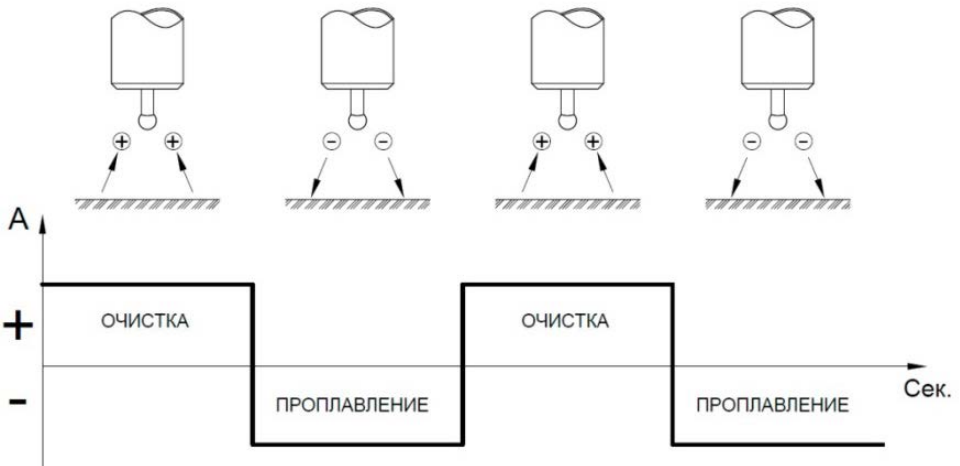 + + - - + + - -
А
+
ОЧИСТКА
ОЧИСТКА
-
ПРОПЛАВЛЕНИЕ
ПРОПЛАВЛЕНИЕ
Сек.